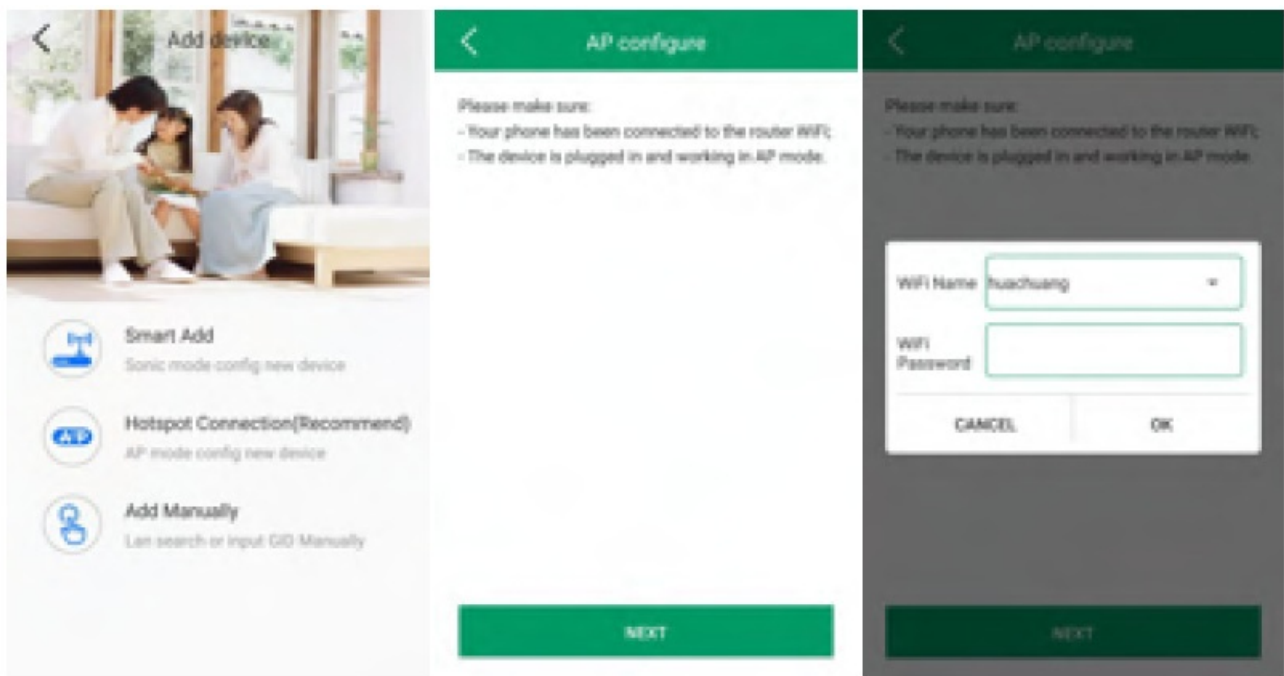 Add device
Smart Add
Sonic mode config new device
AP
Hotspot Connection(Recommend)
AP mode config new device
Add Manually
Lan search or input GID Manually
AP configure
Please make sure:
- Your phone has been connected to the router WiFi;
- The device is plugged in and working in AP mode.
NEXT
AP configure
Please make sure:
- Your phone has been connected to the router WiFi;
- The device is plugged in and working in AP mode.
WiFi Name huachuang
WiFi
Password
CANCEL OK
NEXT